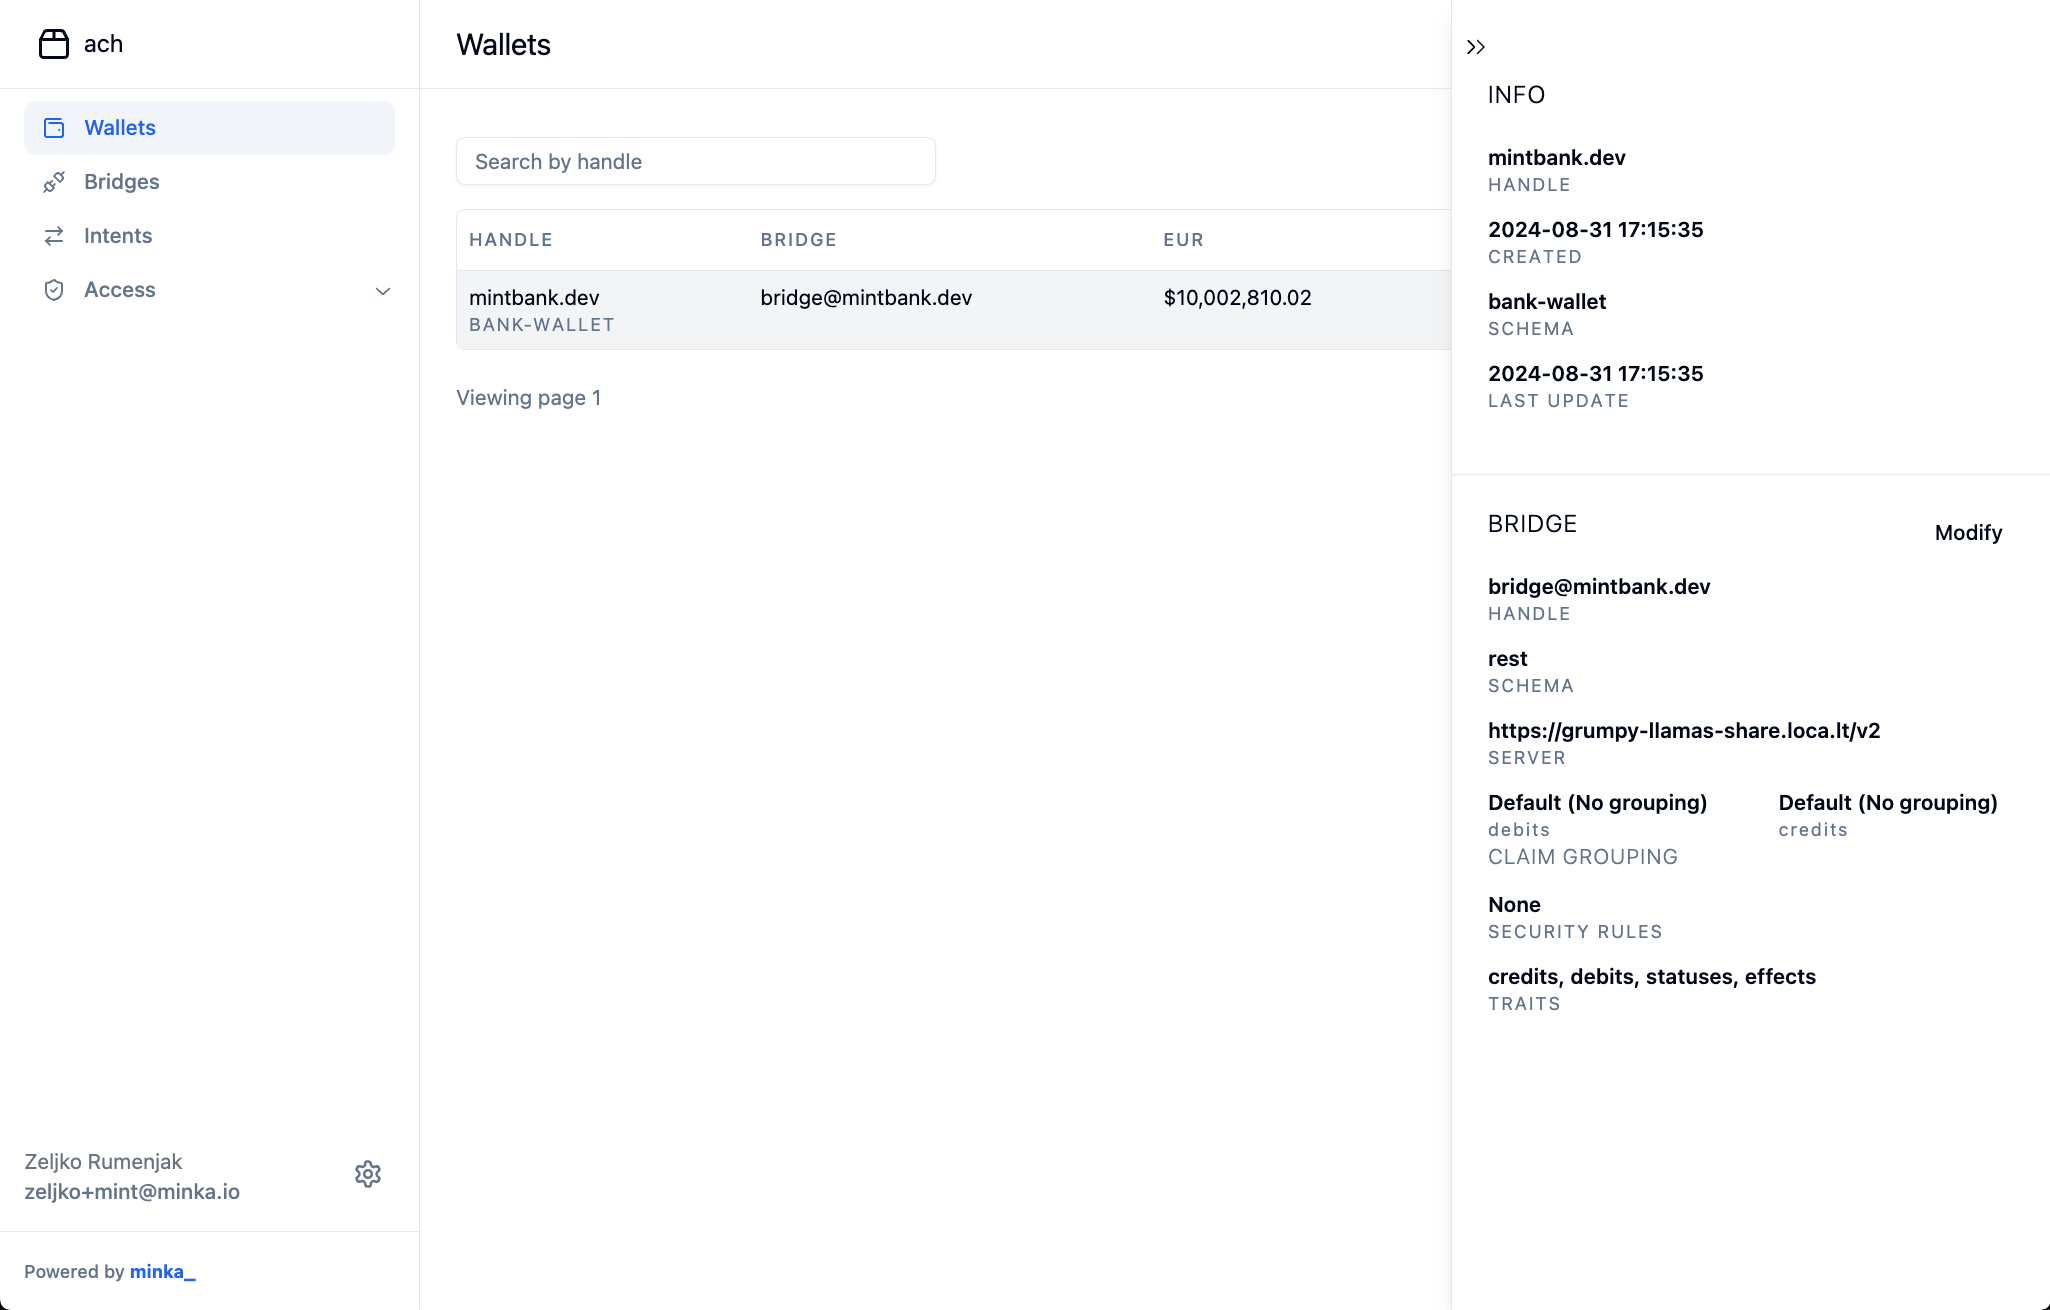 ach
Wallets
Bridges
Intents
Access
Zeljko Rumenjak
zeljko+mint@minka.io
Powered by minka_
Wallets
Search by handle
HANDLE BRIDGE EUR
mintbank.dev bridge@mintbank.dev $10,002,810.02
BANK-WALLET
Viewing page 1
INFO
mintbank.dev
HANDLE
2024-08-31 17:15:35
CREATED
bank-wallet
SCHEMA
2024-08-31 17:15:35
LAST UPDATE
BRIDGE Modify
bridge@mintbank.dev
HANDLE
rest
SCHEMA
https://grumpy-llamas-share.loca.lt/v2
SERVER
Default (No grouping) Default (No grouping)
debits credits
CLAIM GROUPING
None
SECURITY RULES
credits, debits, statuses, effects
TRAITS